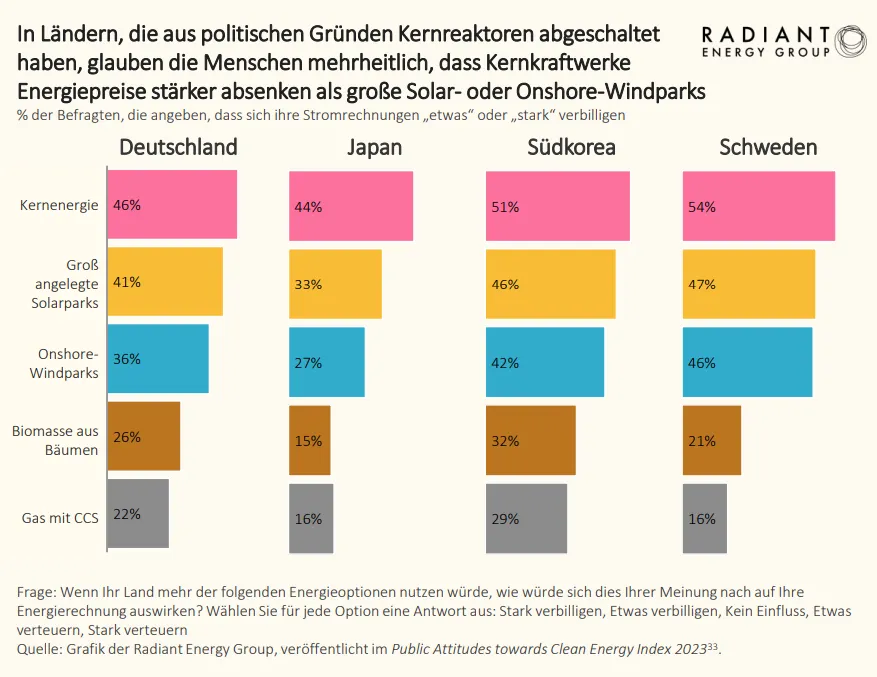 In Ländern, die aus politischen Gründen Kernreaktoren abgeschaltet
haben, glauben die Menschen mehrheitlich, dass Kernkraftwerke
Energiepreise stärker absenken als große Solar- oder Onshore-Windparks
RADIANT
ENERGY GROUP
% der Befragten, die angeben, dass sich ihre Stromrechnungen „etwas“ oder „stark“ verbilligen
Deutschland Japan Südkorea Schweden
Kernenergie 46% 44% 51% 54%
Groß
angelegte
Solarparks
41% 33% 46% 47%
Onshore-
Windparks
36% 27% 42% 46%
Biomasse aus
Bäumen
26% 15% 32% 21%
Gas mit CCS 22% 16% 29% 16%
Frage: Wenn Ihr Land mehr der folgenden Energieoptionen nutzen würde, wie würde sich dies Ihrer Meinung nach auf Ihre
Energierechnung auswirken? Wählen Sie für jede Option eine Antwort aus: Stark verbilligen, Etwas verbilligen, Kein Einfluss, Etwas
verteuern, Stark verteuern
Quelle: Grafik der Radiant Energy Group, veröffentlicht im Public Attitudes towards Clean Energy Index 2023³³.